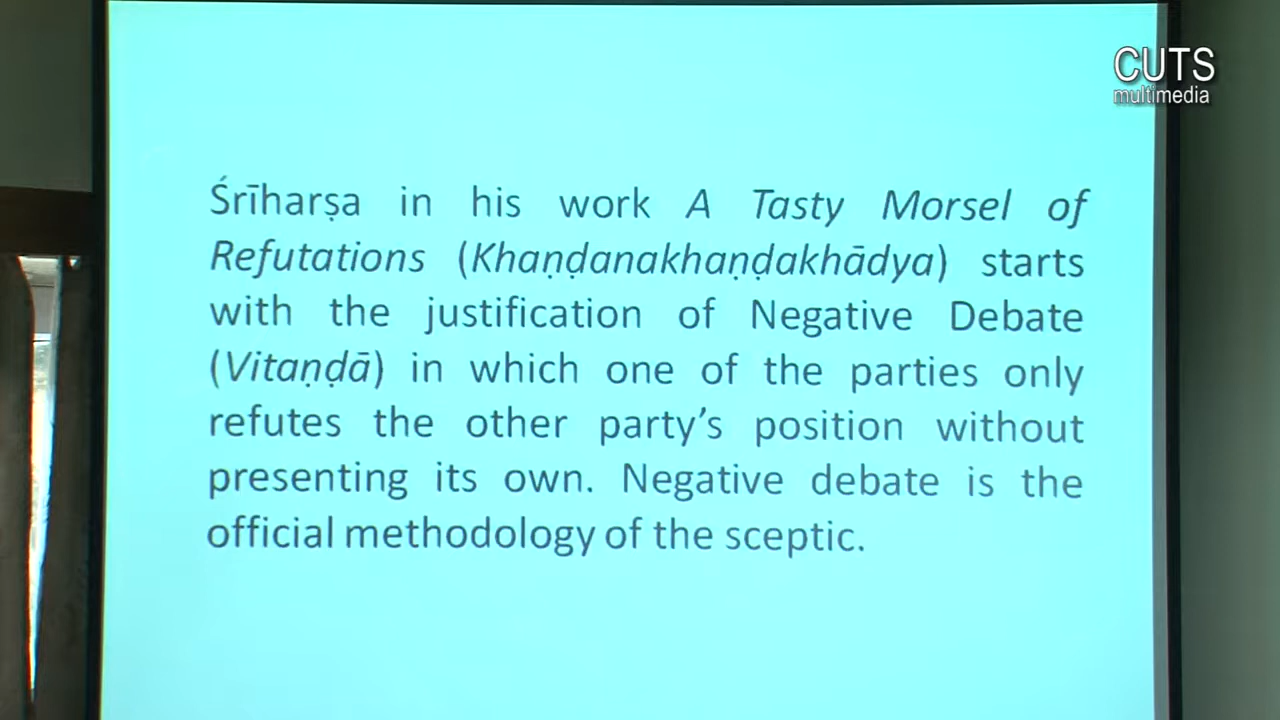 CUTS
multimedia
Śrīharṣa in his work A Tasty Morsel of
Refutations (Khaṇḍanakhaṇḍakhādya) starts
with the justification of Negative Debate
(Vitaṇḍā) in which one of the parties only
refutes the other party’s position without
presenting its own. Negative debate is the
official methodology of the sceptic.